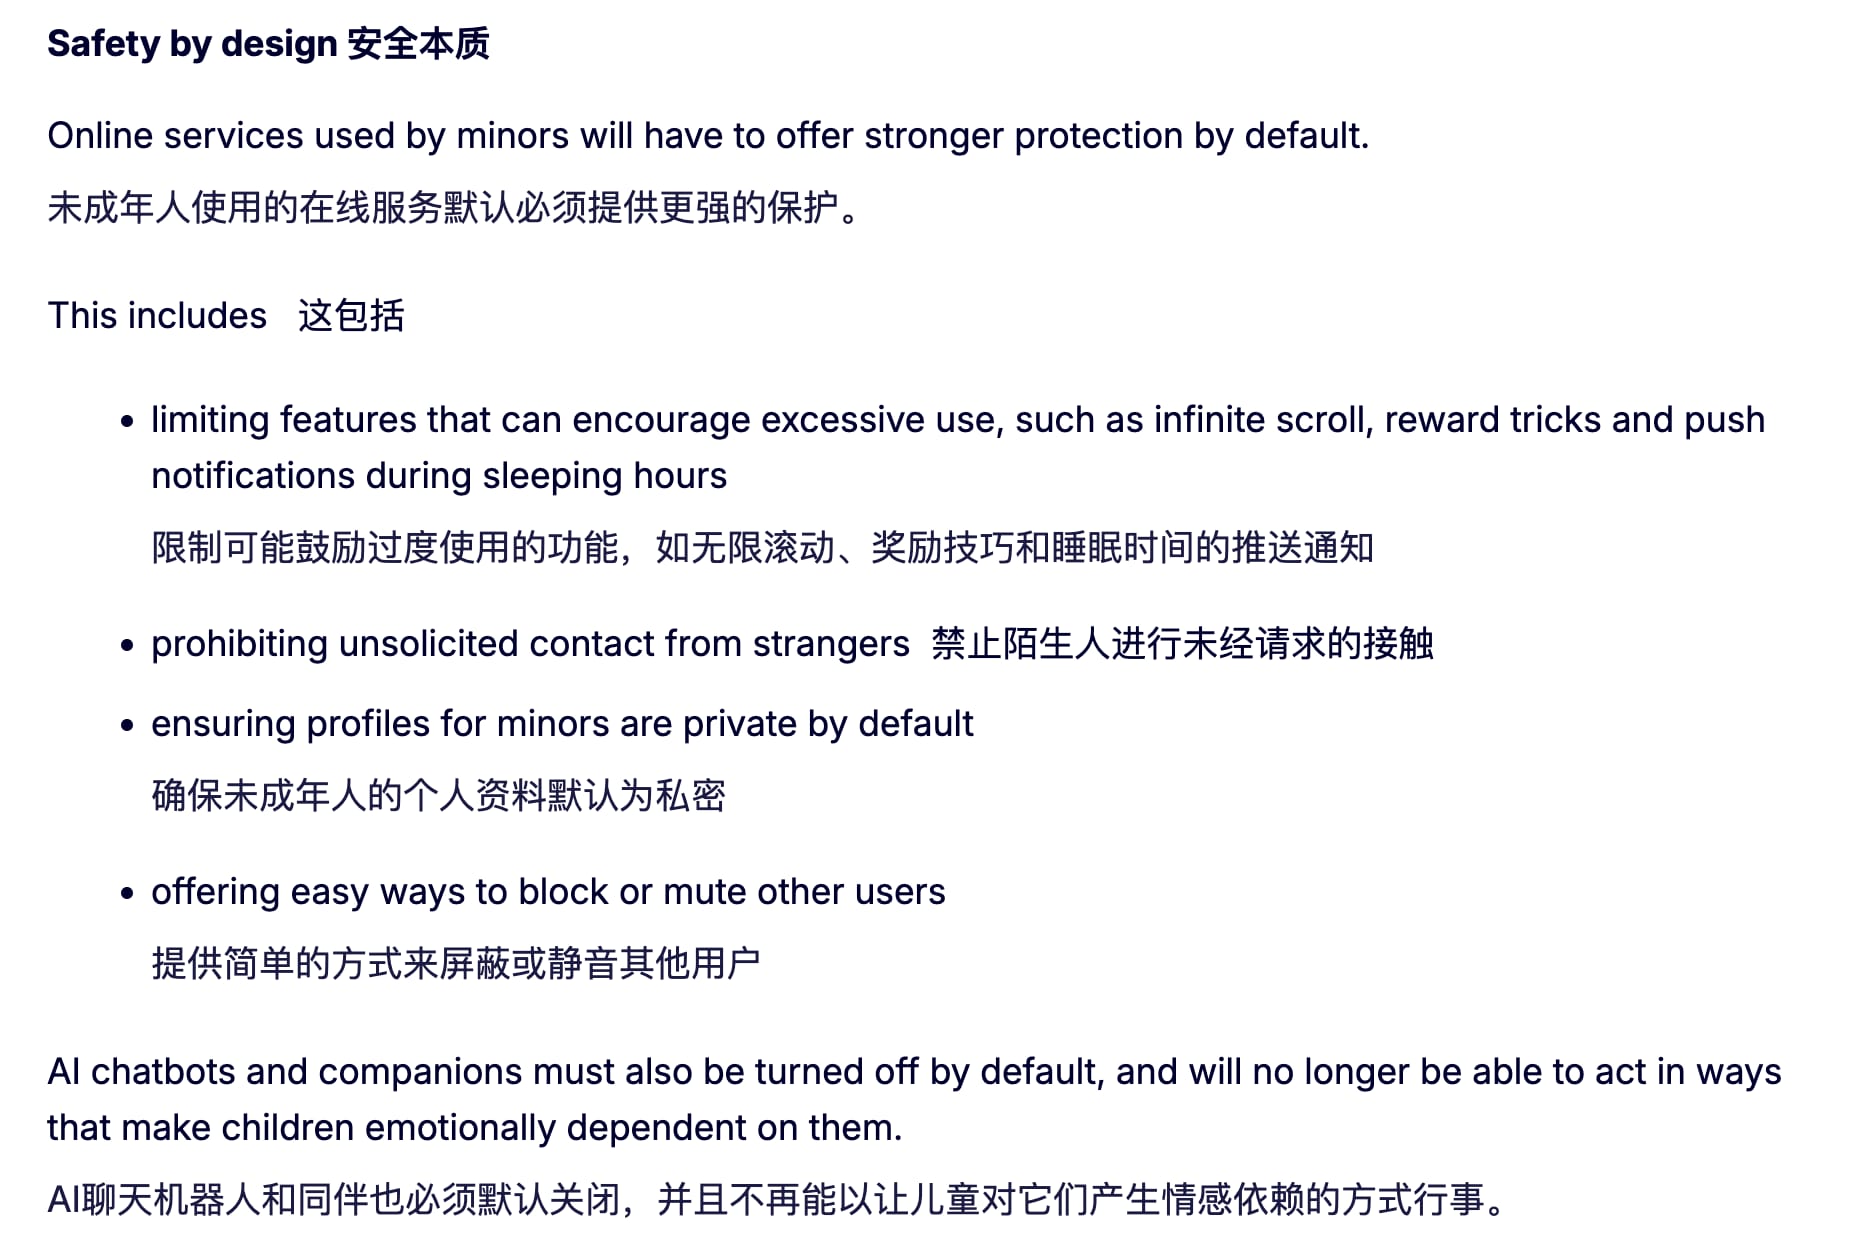 Safety by design 安全本质
Online services used by minors will have to offer stronger protection by default.
未成年人使用的在线服务默认必须提供更强的保护。
This includes 这包括
• limiting features that can encourage excessive use, such as infinite scroll, reward tricks and push
notifications during sleeping hours
限制可能鼓励过度使用的功能，如无限滚动、奖励技巧和睡眠时间的推送通知
• prohibiting unsolicited contact from strangers 禁止陌生人进行未经请求的接触
• ensuring profiles for minors are private by default
确保未成年人的个人资料默认为私密
• offering easy ways to block or mute other users
提供简单的方式来屏蔽或静音其他用户
AI chatbots and companions must also be turned off by default, and will no longer be able to act in ways
that make children emotionally dependent on them.
AI聊天机器人和同伴也必须默认关闭，并且不再能以让儿童对它们产生情感依赖的方式行事。